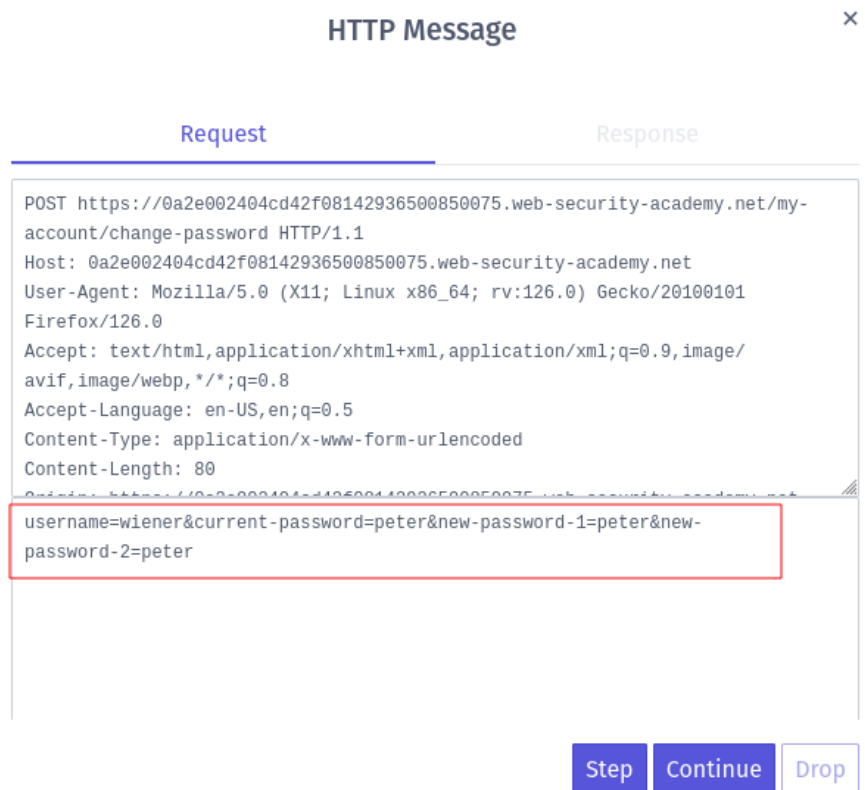 HTTP Message
×
Request
Response
POST https://0a2e002404cd42f08142936500850075.web-security-academy.net/my-
account/change-password HTTP/1.1
Host: 0a2e002404cd42f08142936500850075.web-security-academy.net
User-Agent: Mozilla/5.0 (X11; Linux x86_64; rv:126.0) Gecko/20100101
Firefox/126.0
Accept: text/html,application/xhtml+xml,application/xml;q=0.9,image/
avif,image/webp,*/*;q=0.8
Accept-Language: en-US,en;q=0.5
Content-Type: application/x-www-form-urlencoded
Content-Length: 80
username=wiener&current-password=peter&new-password-1=peter&new-
password-2=peter
Step
Continue
Drop